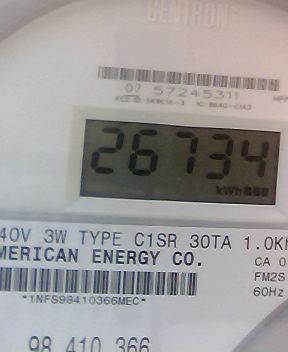 CENTRON®
07 57245311
26734
kWh
40V 3W TYPE C1SR 30TA 1.0K
MERICAN ENERGY CO.
CA 0
FM2S
60Hz
*1NFS98410366MEC*
98 410 366